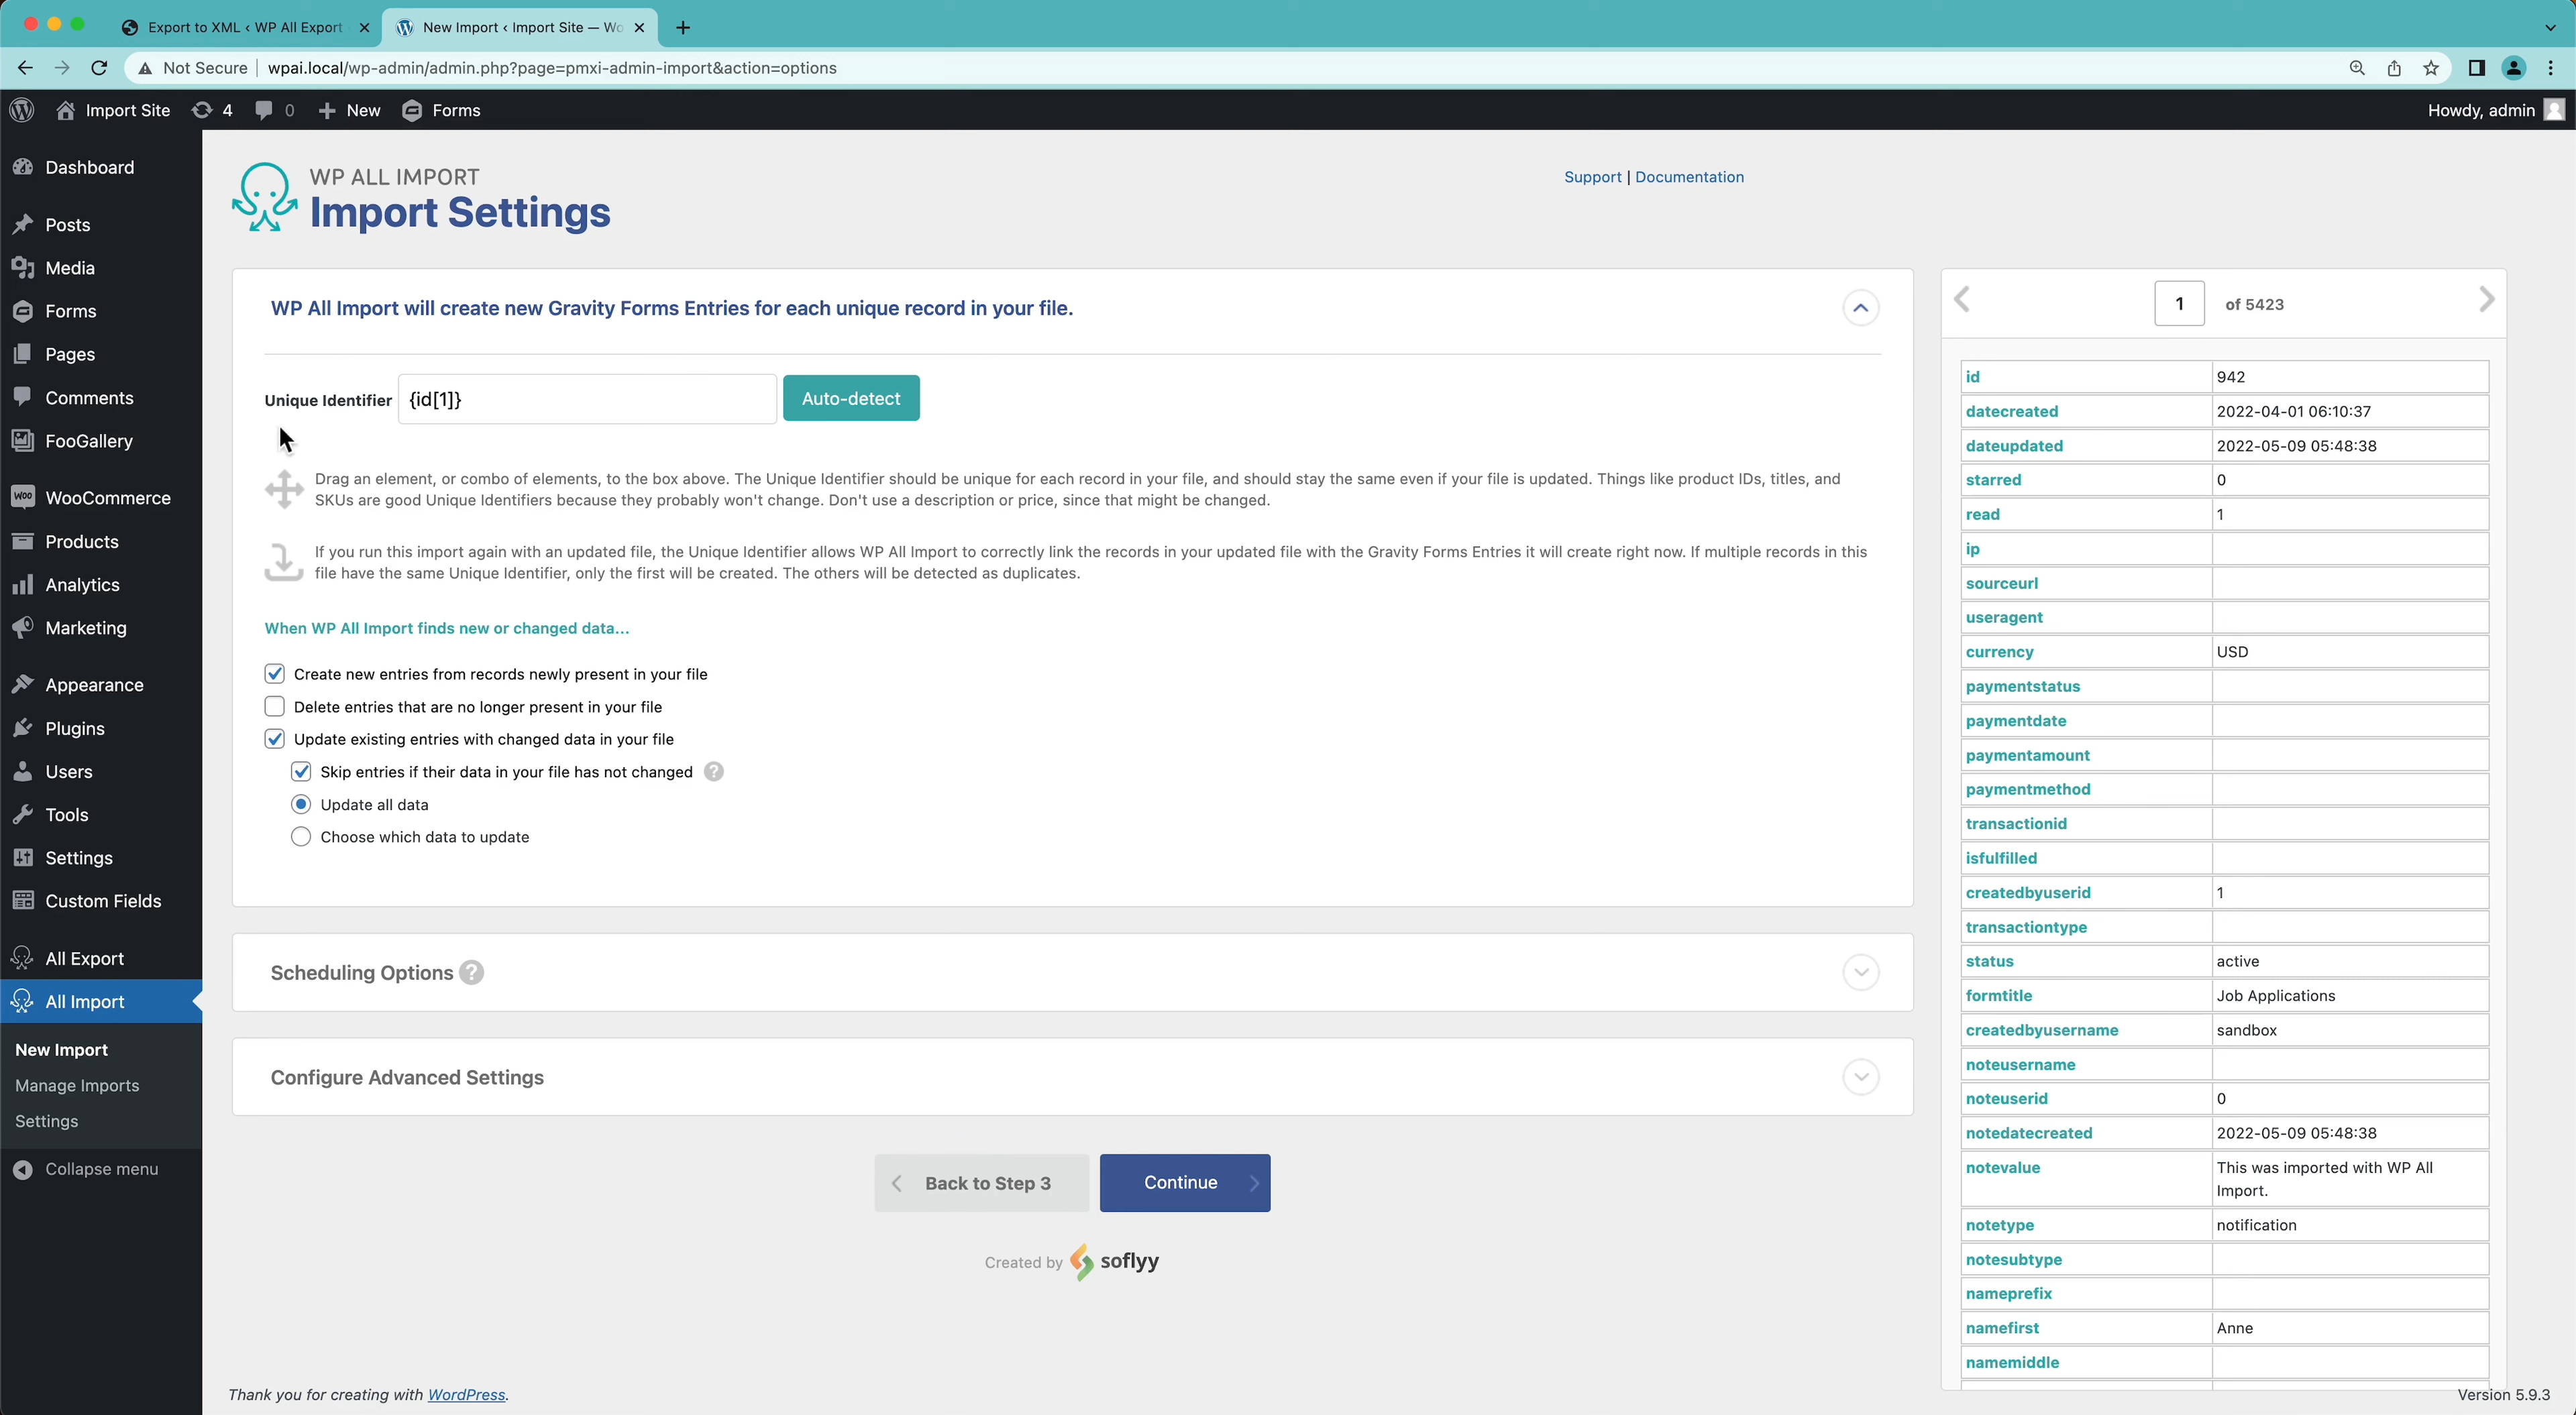 Export to XML ‹ WP All Export
New Import ‹ Import Site — Wo
Not Secure
wpai.local/wp-admin/admin.php?page=pmxi-admin-import&action=options
Import Site
4
0
New
Forms
Howdy, admin
Dashboard
Posts
Media
Forms
Pages
Comments
FooGallery
WooCommerce
Products
Analytics
Marketing
Appearance
Plugins
Users
Tools
Settings
Custom Fields
All Export
All Import
New Import
Manage Imports
Settings
Collapse menu
WP ALL IMPORT
Import Settings
Support | Documentation
WP All Import will create new Gravity Forms Entries for each unique record in your file.
Unique Identifier
{id[1]}
Auto-detect
Drag an element, or combo of elements, to the box above. The Unique Identifier should be unique for each record in your file, and should stay the same even if your file is updated. Things like product IDs, titles, and
SKUs are good Unique Identifiers because they probably won't change. Don't use a description or price, since that might be changed.
If you run this import again with an updated file, the Unique Identifier allows WP All Import to correctly link the records in your updated file with the Gravity Forms Entries it will create right now. If multiple records in this
file have the same Unique Identifier, only the first will be created. The others will be detected as duplicates.
When WP All Import finds new or changed data...
Create new entries from records newly present in your file
Delete entries that are no longer present in your file
Update existing entries with changed data in your file
Skip entries if their data in your file has not changed ?
Update all data
Choose which data to update
Scheduling Options ?
Configure Advanced Settings
Back to Step 3
Continue
Created by soflyy
1 of 5423
id 942
datecreated 2022-04-01 06:10:37
dateupdated 2022-05-09 05:48:38
starred 0
read 1
ip
sourceurl
useragent
currency USD
paymentstatus
paymentdate
paymentamount
paymentmethod
transactionid
isfulfilled
createdbyuserid 1
transactiontype
status active
formtitle Job Applications
createdbyusername sandbox
noteusername
noteuserid 0
notedatecreated 2022-05-09 05:48:38
notevalue This was imported with WP All
Import.
notetype notification
notesubtype
nameprefix
namefirst Anne
namemiddle
Thank you for creating with WordPress.
Version 5.9.3